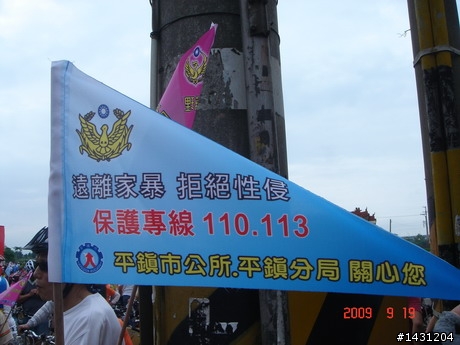 遠離家暴 拒絕性侵
保護專線 110.113
平鎮市公所.平鎮分局 關心您
2009 9 19
#1431204